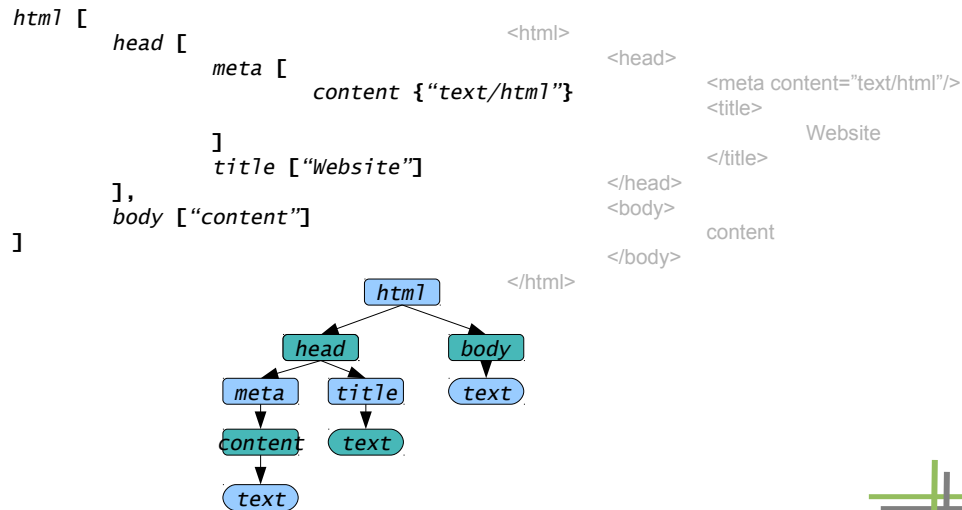 html [
head [
meta [
content {“text/html”}
]
title [“Website”]
],
body [“content”]
]
<html>
<head>
<meta content=”text/html”/>
<title>
Website
</title>
</head>
<body>
content
</body>
</html>
html
head body
meta title text
content text
text